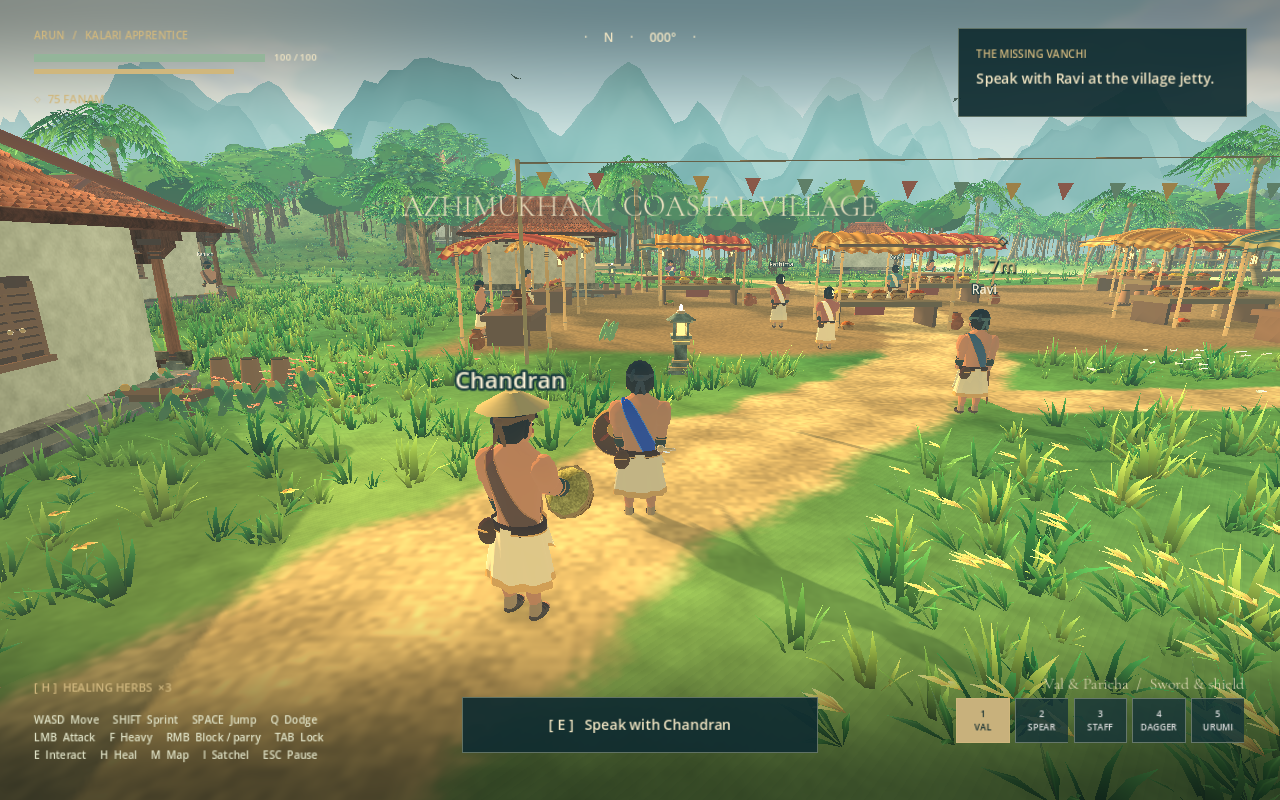 ARUN / KALARI APPRENTICE
100 / 100
75 FANAM
· N · 000° ·
THE MISSING VANCHI
Speak with Ravi at the village jetty.
AZHIMUKHAM COASTAL VILLAGE
Ravi
Chandran
[ H ] HEALING HERBS ×3
WASD Move SHIFT Sprint SPACE Jump Q Dodge
LMB Attack F Heavy RMB Block / parry TAB Lock
E Interact H Heal M Map I Satchel ESC Pause
[ E ] Speak with Chandran
Val & Paricha / Sword & shield
1 2 3 4 5
VAL SPEAR STAFF DAGGER URUMI